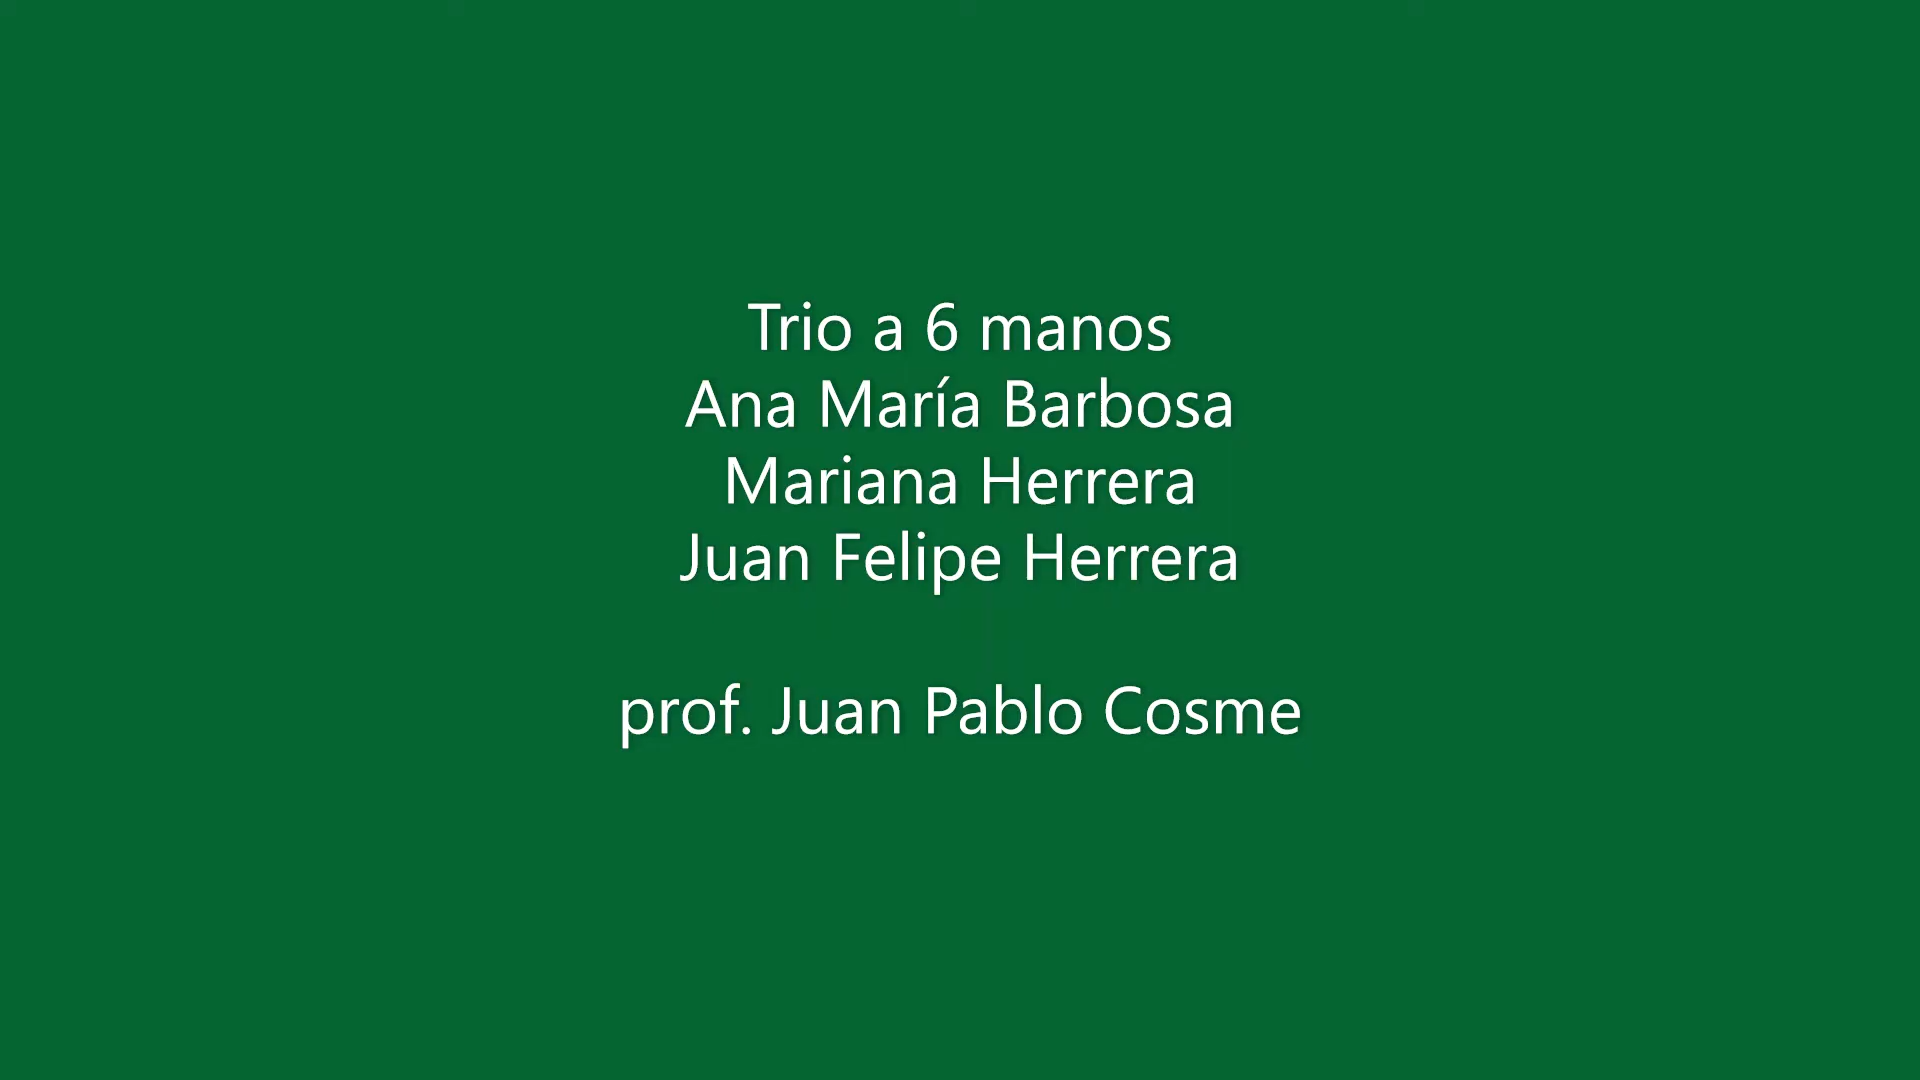 Trio a 6 manos
Ana María Barbosa
Mariana Herrera
Juan Felipe Herrera
prof. Juan Pablo Cosme